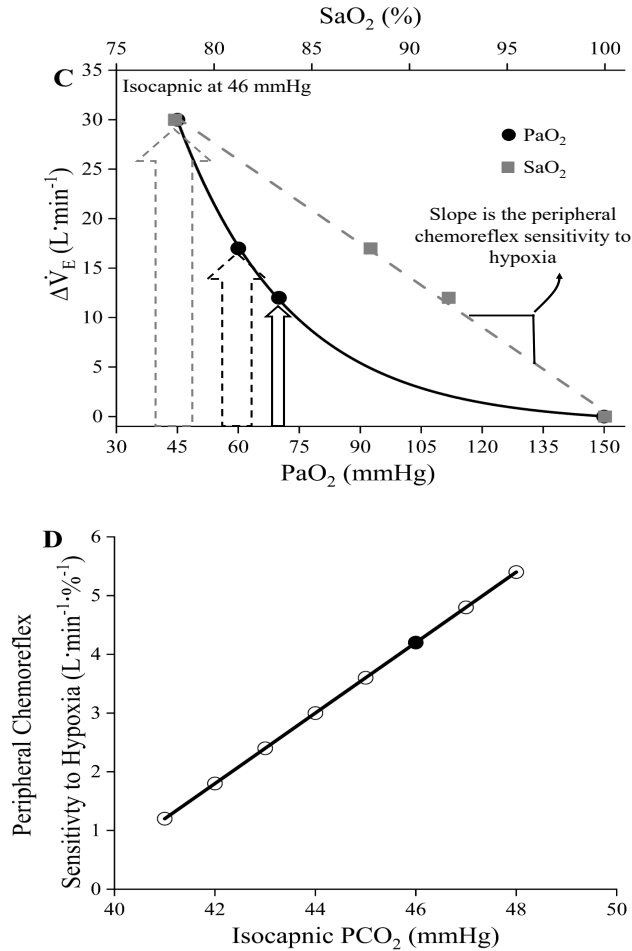 SaO₂ (%)
75 80 85 90 95 100
C
Isocapnic at 46 mmHg
35
30
25
20
15
10
5
0
ΔV̇E (L·min⁻¹)
PaO₂
SaO₂
Slope is the peripheral
chemoreflex sensitivity to
hypoxia
30 45 60 75 90 105 120 135 150
PaO₂ (mmHg)
D
6
5
4
3
2
1
0
Peripheral Chemoreflex
Sensitivty to Hypoxia (L·min⁻¹·%⁻¹)
40 42 44 46 48 50
Isocapnic PCO₂ (mmHg)